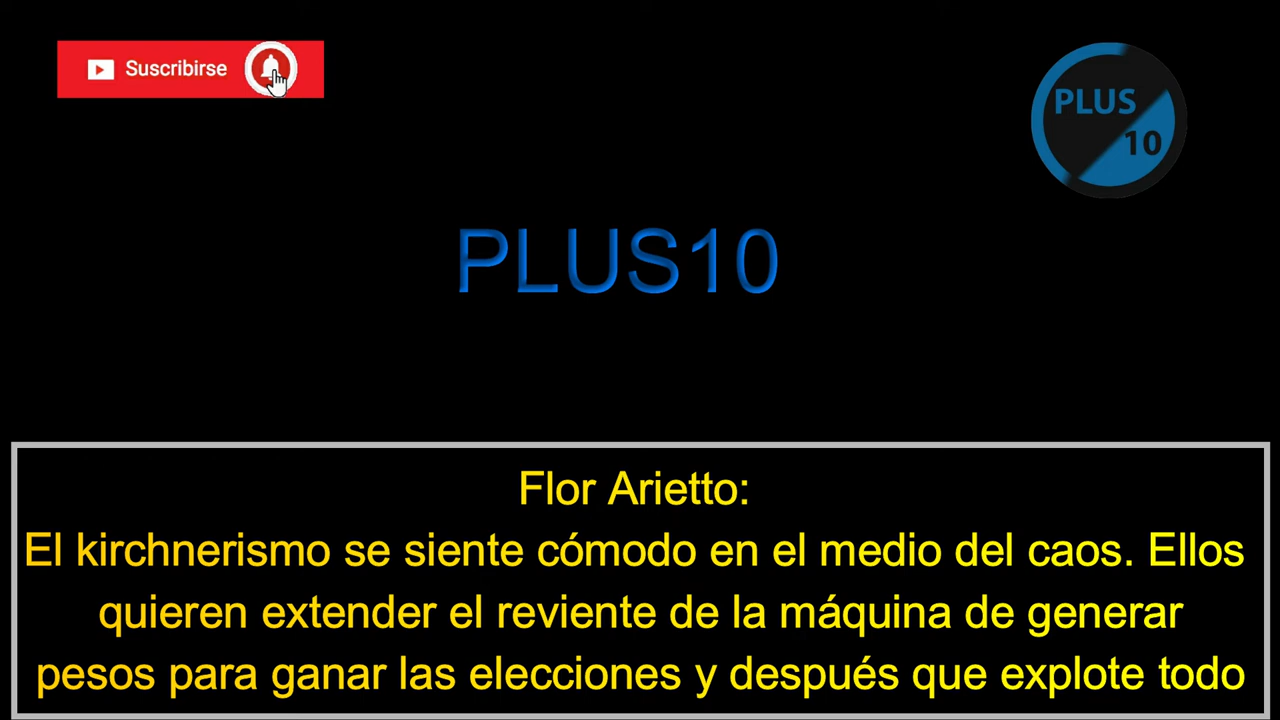 Suscribirse
PLUS
10
PLUS10
Flor Arietto:
El kirchnerismo se siente cómodo en el medio del caos. Ellos
quieren extender el reviente de la máquina de generar
pesos para ganar las elecciones y después que explote todo